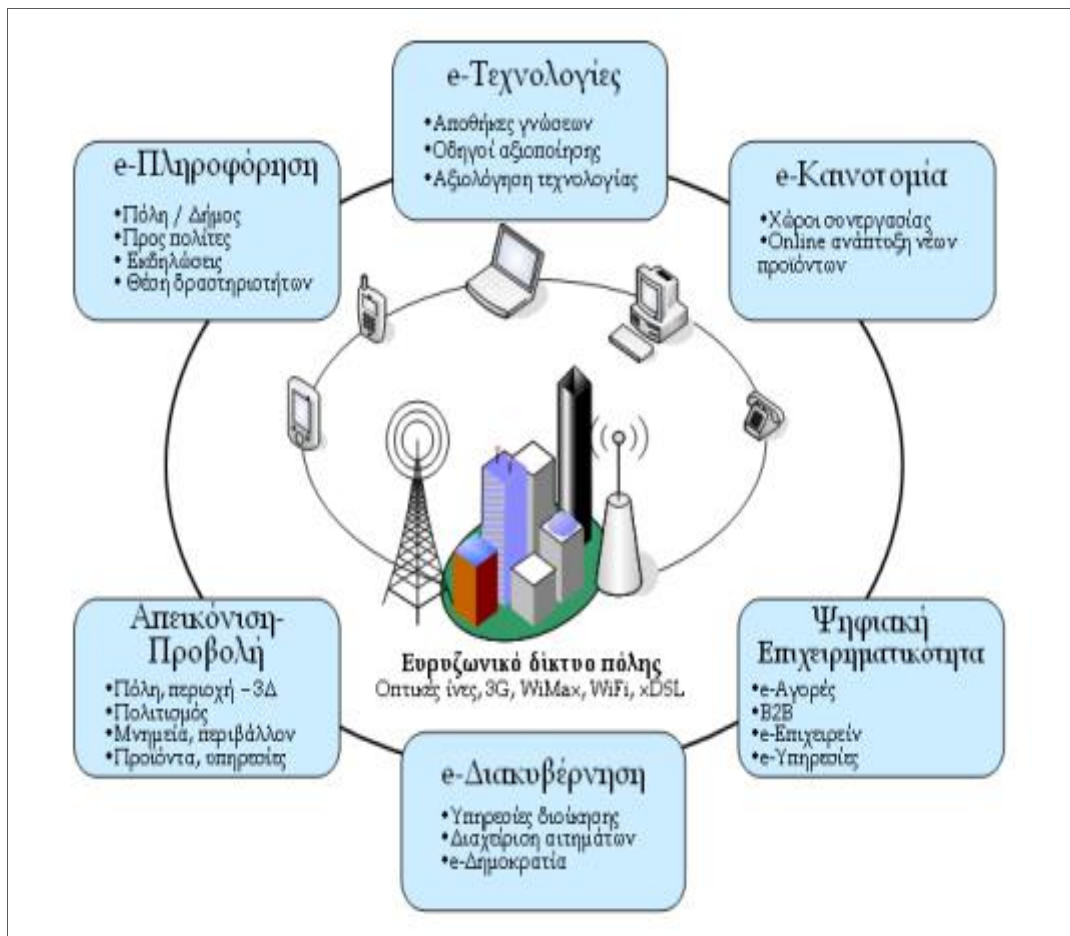 e-Τεχνολογίες
•Αποθήκες γνώσεων
•Οδηγοί αξιοποίησης
•Αξιολόγηση τεχνολογίας
e-Πληροφόρηση
•Πόλη / Δήμος
•Προς πολίτες
• Εκδηλώσεις
• Θέση δραστηριοτήτων
e-Καινοτομία
•Χώροι συνεργασίας
•Online ανάπτυξη νέων
προϊόντων
Απεικόνιση-
Προβολή
•Πόλη, περιοχή – 3Δ
•Πολιτισμός
•Μνημεία, περιβάλλον
•Προϊόντα, υπηρεσίες
Ευρυζωνικό δίκτυο πόλης
Οπτικές ίνες, 3G, WiMax, WiFi, xDSL
Ψηφιακή
Επιχειρηματικότητα
•e-Αγορές
•B2B
•e-Επιχειρείν
•e-Υπηρεσίες
e-Διακυβέρνηση
•Υπηρεσίες διοίκησης
•Διαχείριση αιτημάτων
•e-Δημοκρατία